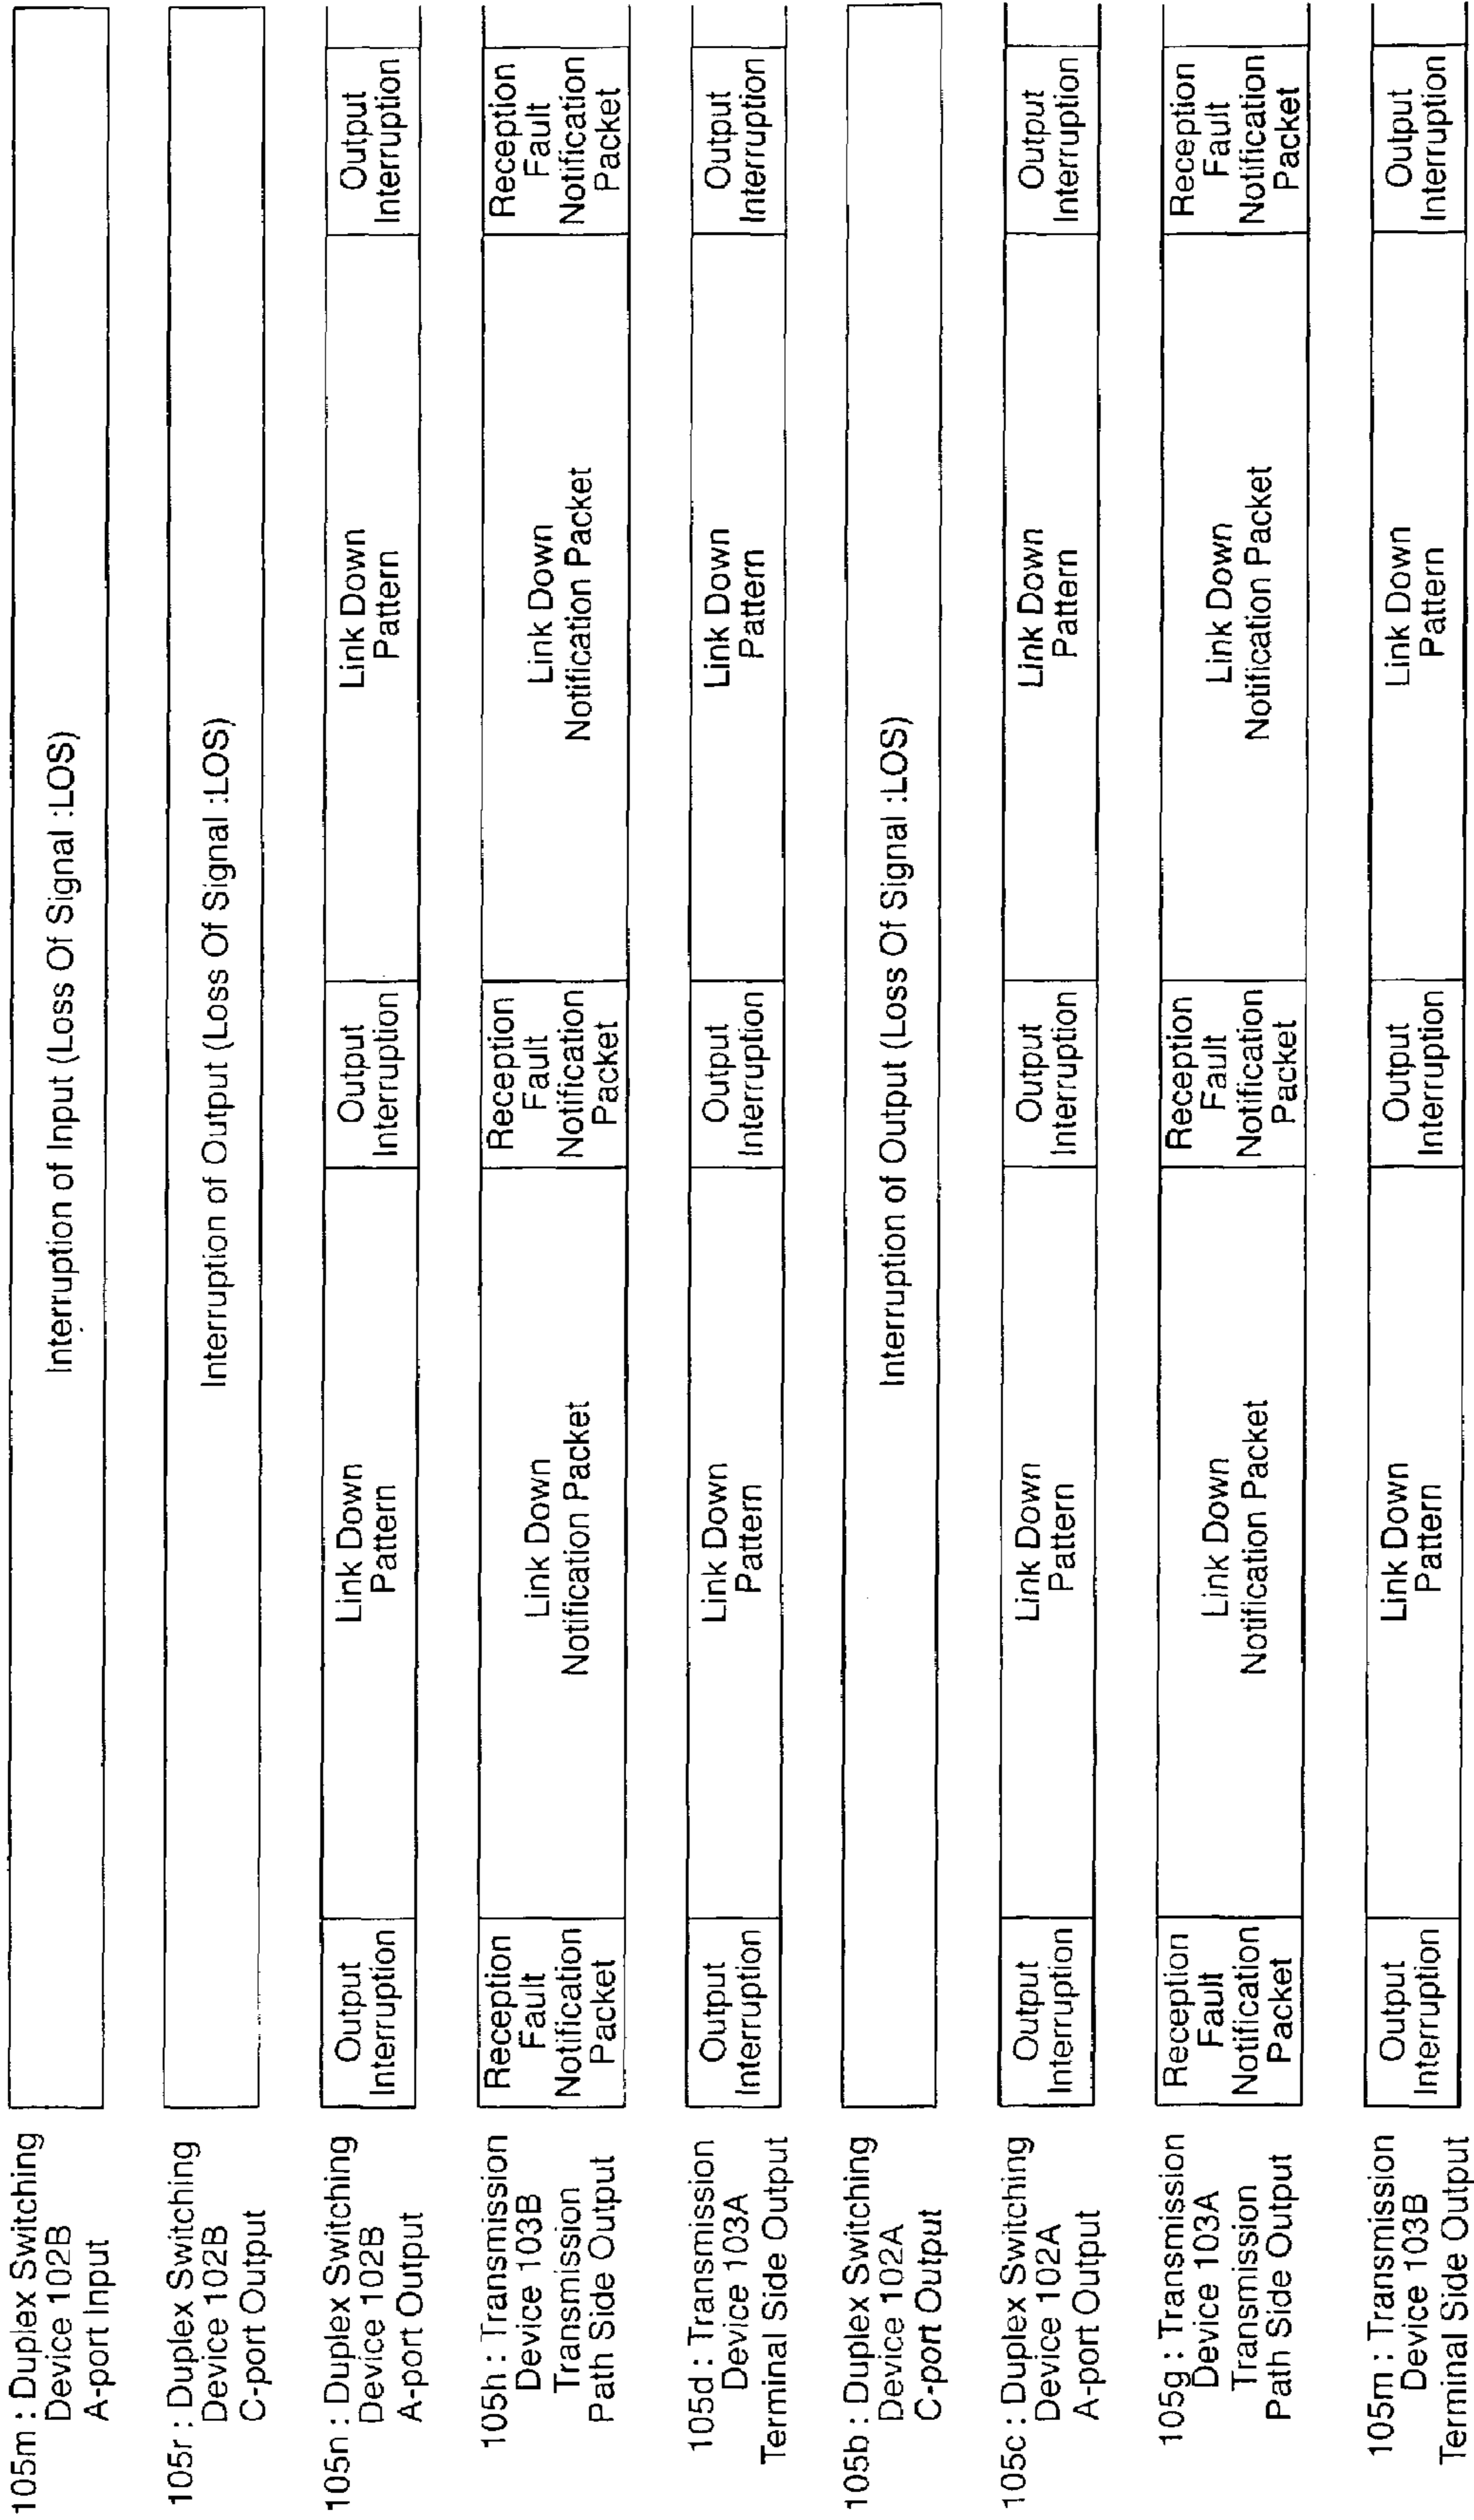 105m : Duplex Switching
Device 102B
A-port Input
Interruption of Input (Loss Of Signal :LOS)
105r : Duplex Switching
Device 102B
C-port Output
Interruption of Output (Loss Of Signal :LOS)
105n : Duplex Switching
Device 102B
A-port Output
Output
Interruption
Link Down
Pattern
Output
Interruption
Link Down
Pattern
Output
Interruption
105h : Transmission
Device 103B
Transmission
Path Side Output
Reception
Fault
Notification
Packet
Link Down
Notification Packet
Reception
Fault
Notification
Packet
Link Down
Notification Packet
Reception
Fault
Notification
Packet
105d : Transmission
Device 103A
Terminal Side Output
Output
Interruption
Link Down
Pattern
Output
Interruption
Link Down
Pattern
Output
Interruption
105b : Duplex Switching
Device 102A
C-port Output
Interruption of Output (Loss Of Signal :LOS)
105c : Duplex Switching
Device 102A
A-port Output
Output
Interruption
Link Down
Pattern
Output
Interruption
Link Down
Pattern
Output
Interruption
105g : Transmission
Device 103A
Transmission
Path Side Output
Reception
Fault
Notification
Packet
Link Down
Notification Packet
Reception
Fault
Notification
Packet
Link Down
Notification Packet
Reception
Fault
Notification
Packet
105m : Transmission
Device 103B
Terminal Side Output
Output
Interruption
Link Down
Pattern
Output
Interruption
Link Down
Pattern
Output
Interruption